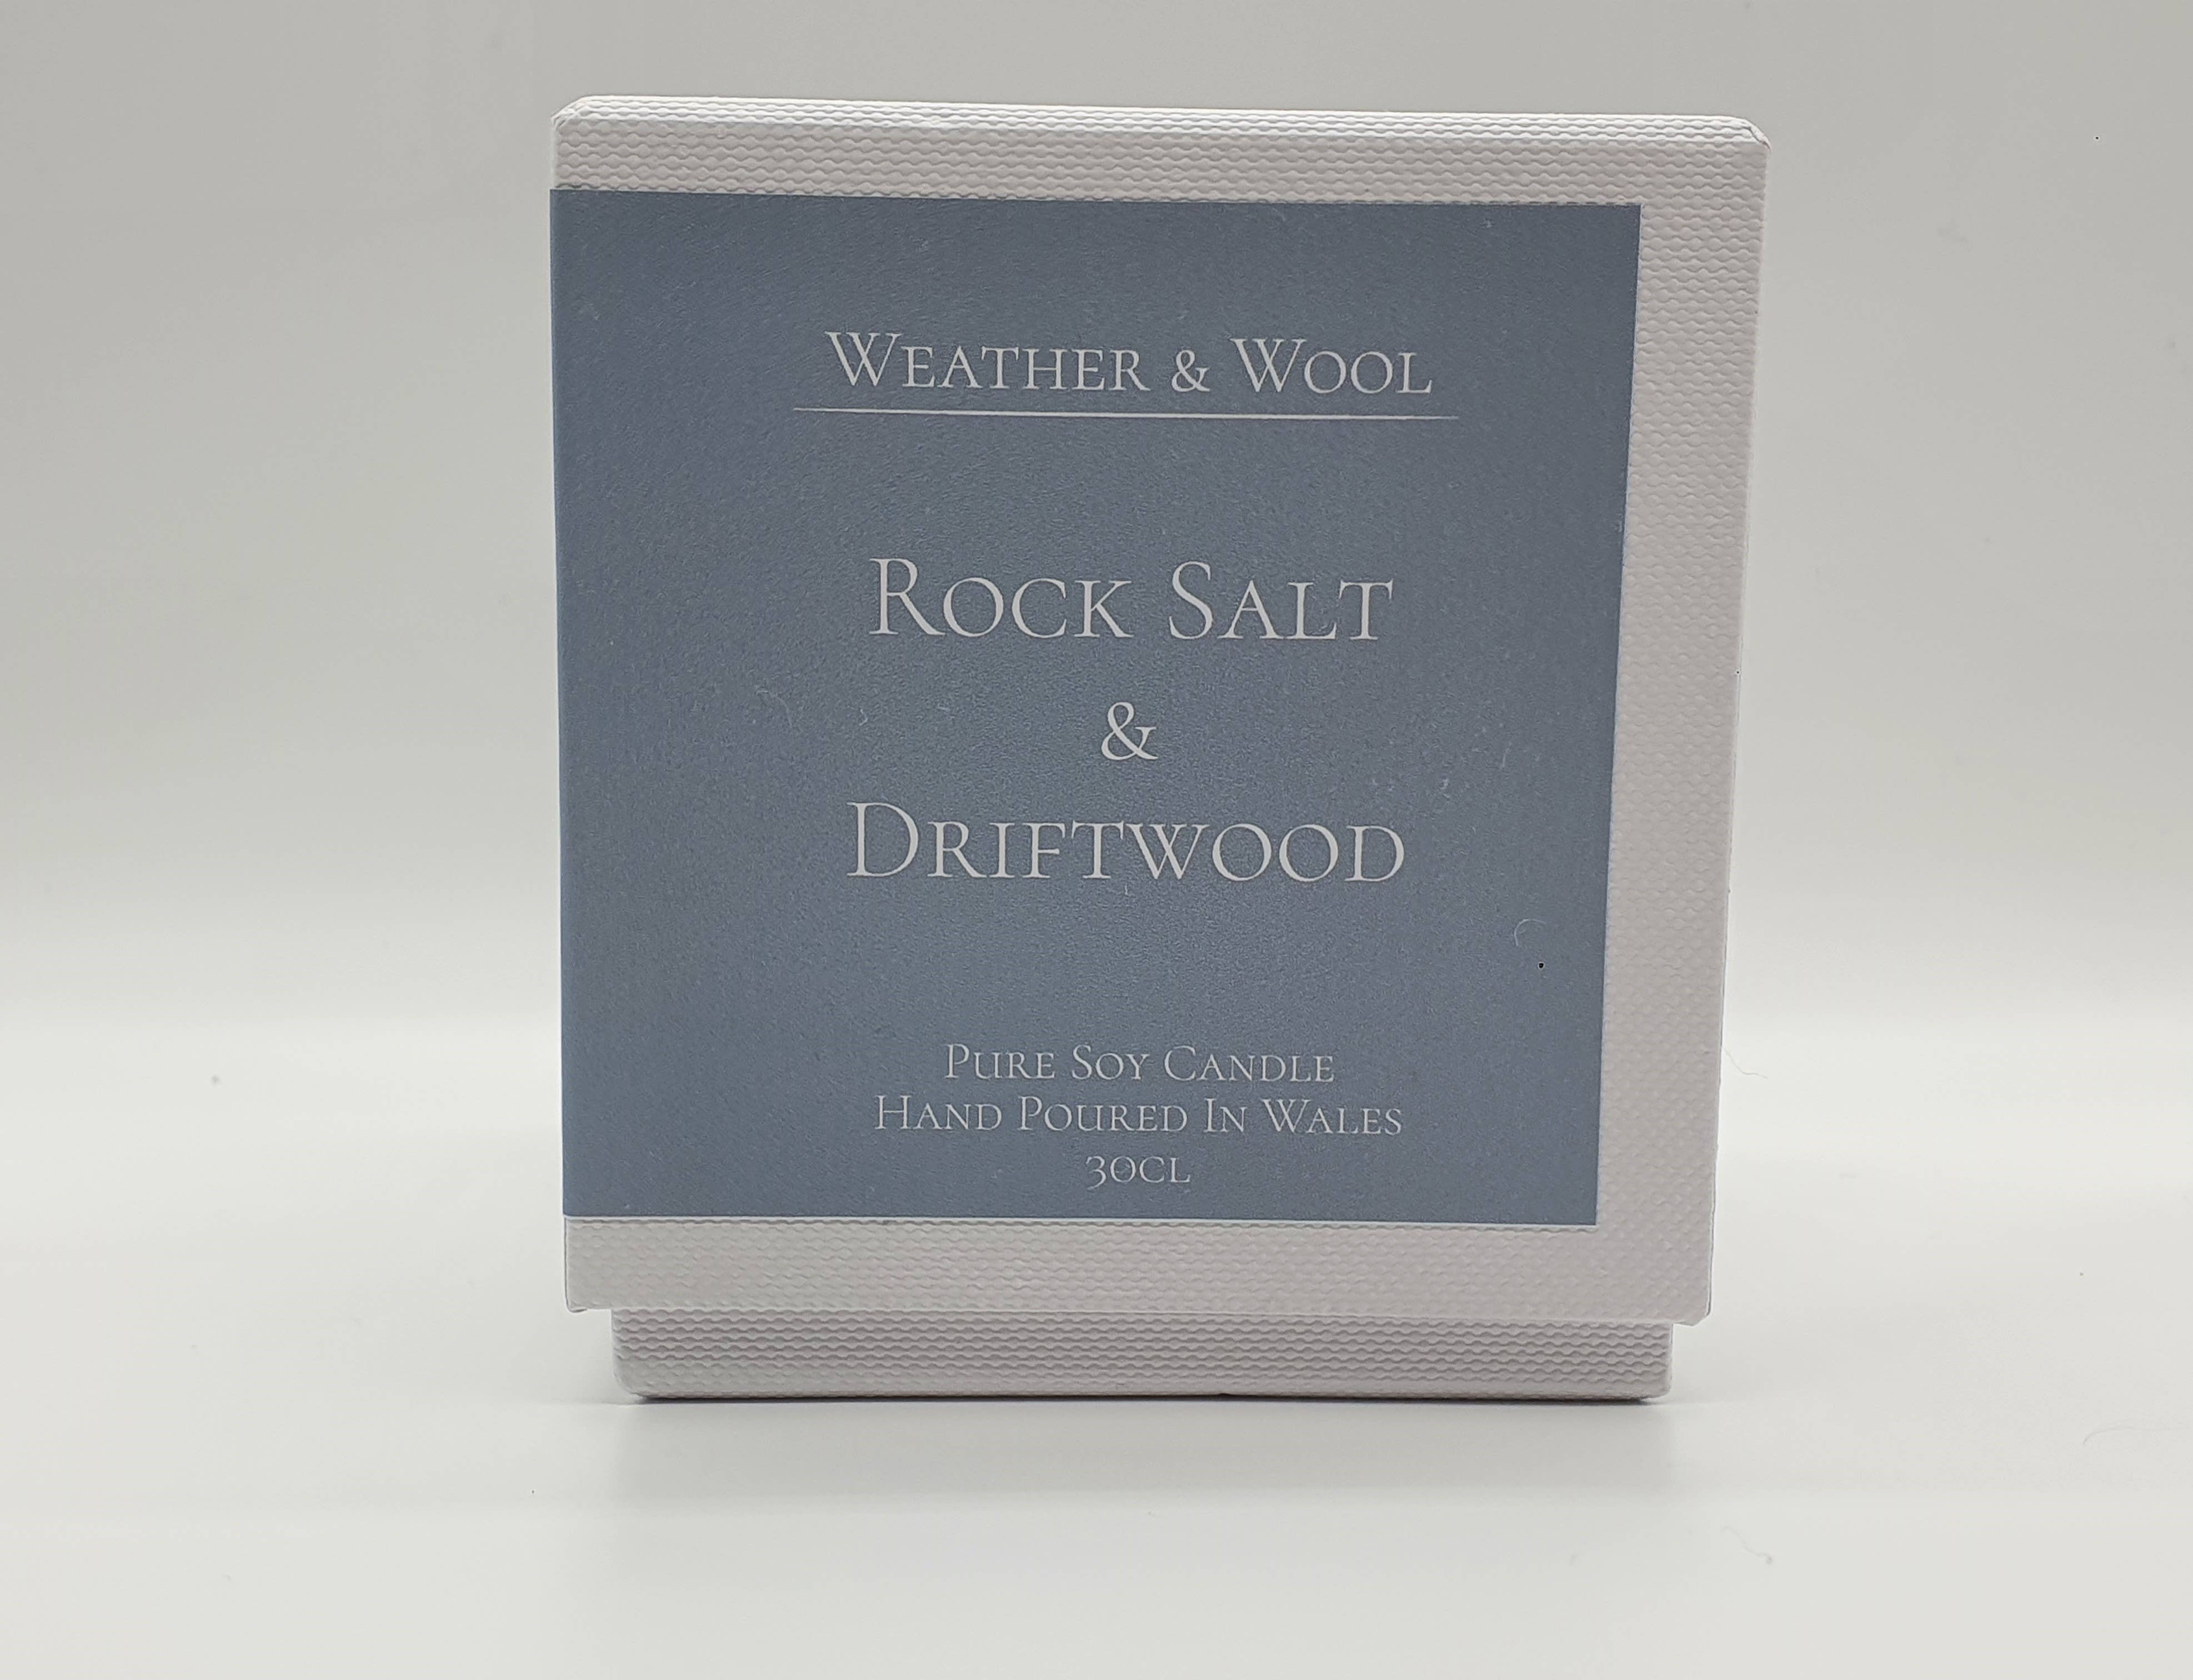 Weather & Wool
Rock Salt
&
Driftwood
Pure Soy Candle
Hand Poured In Wales
30cl